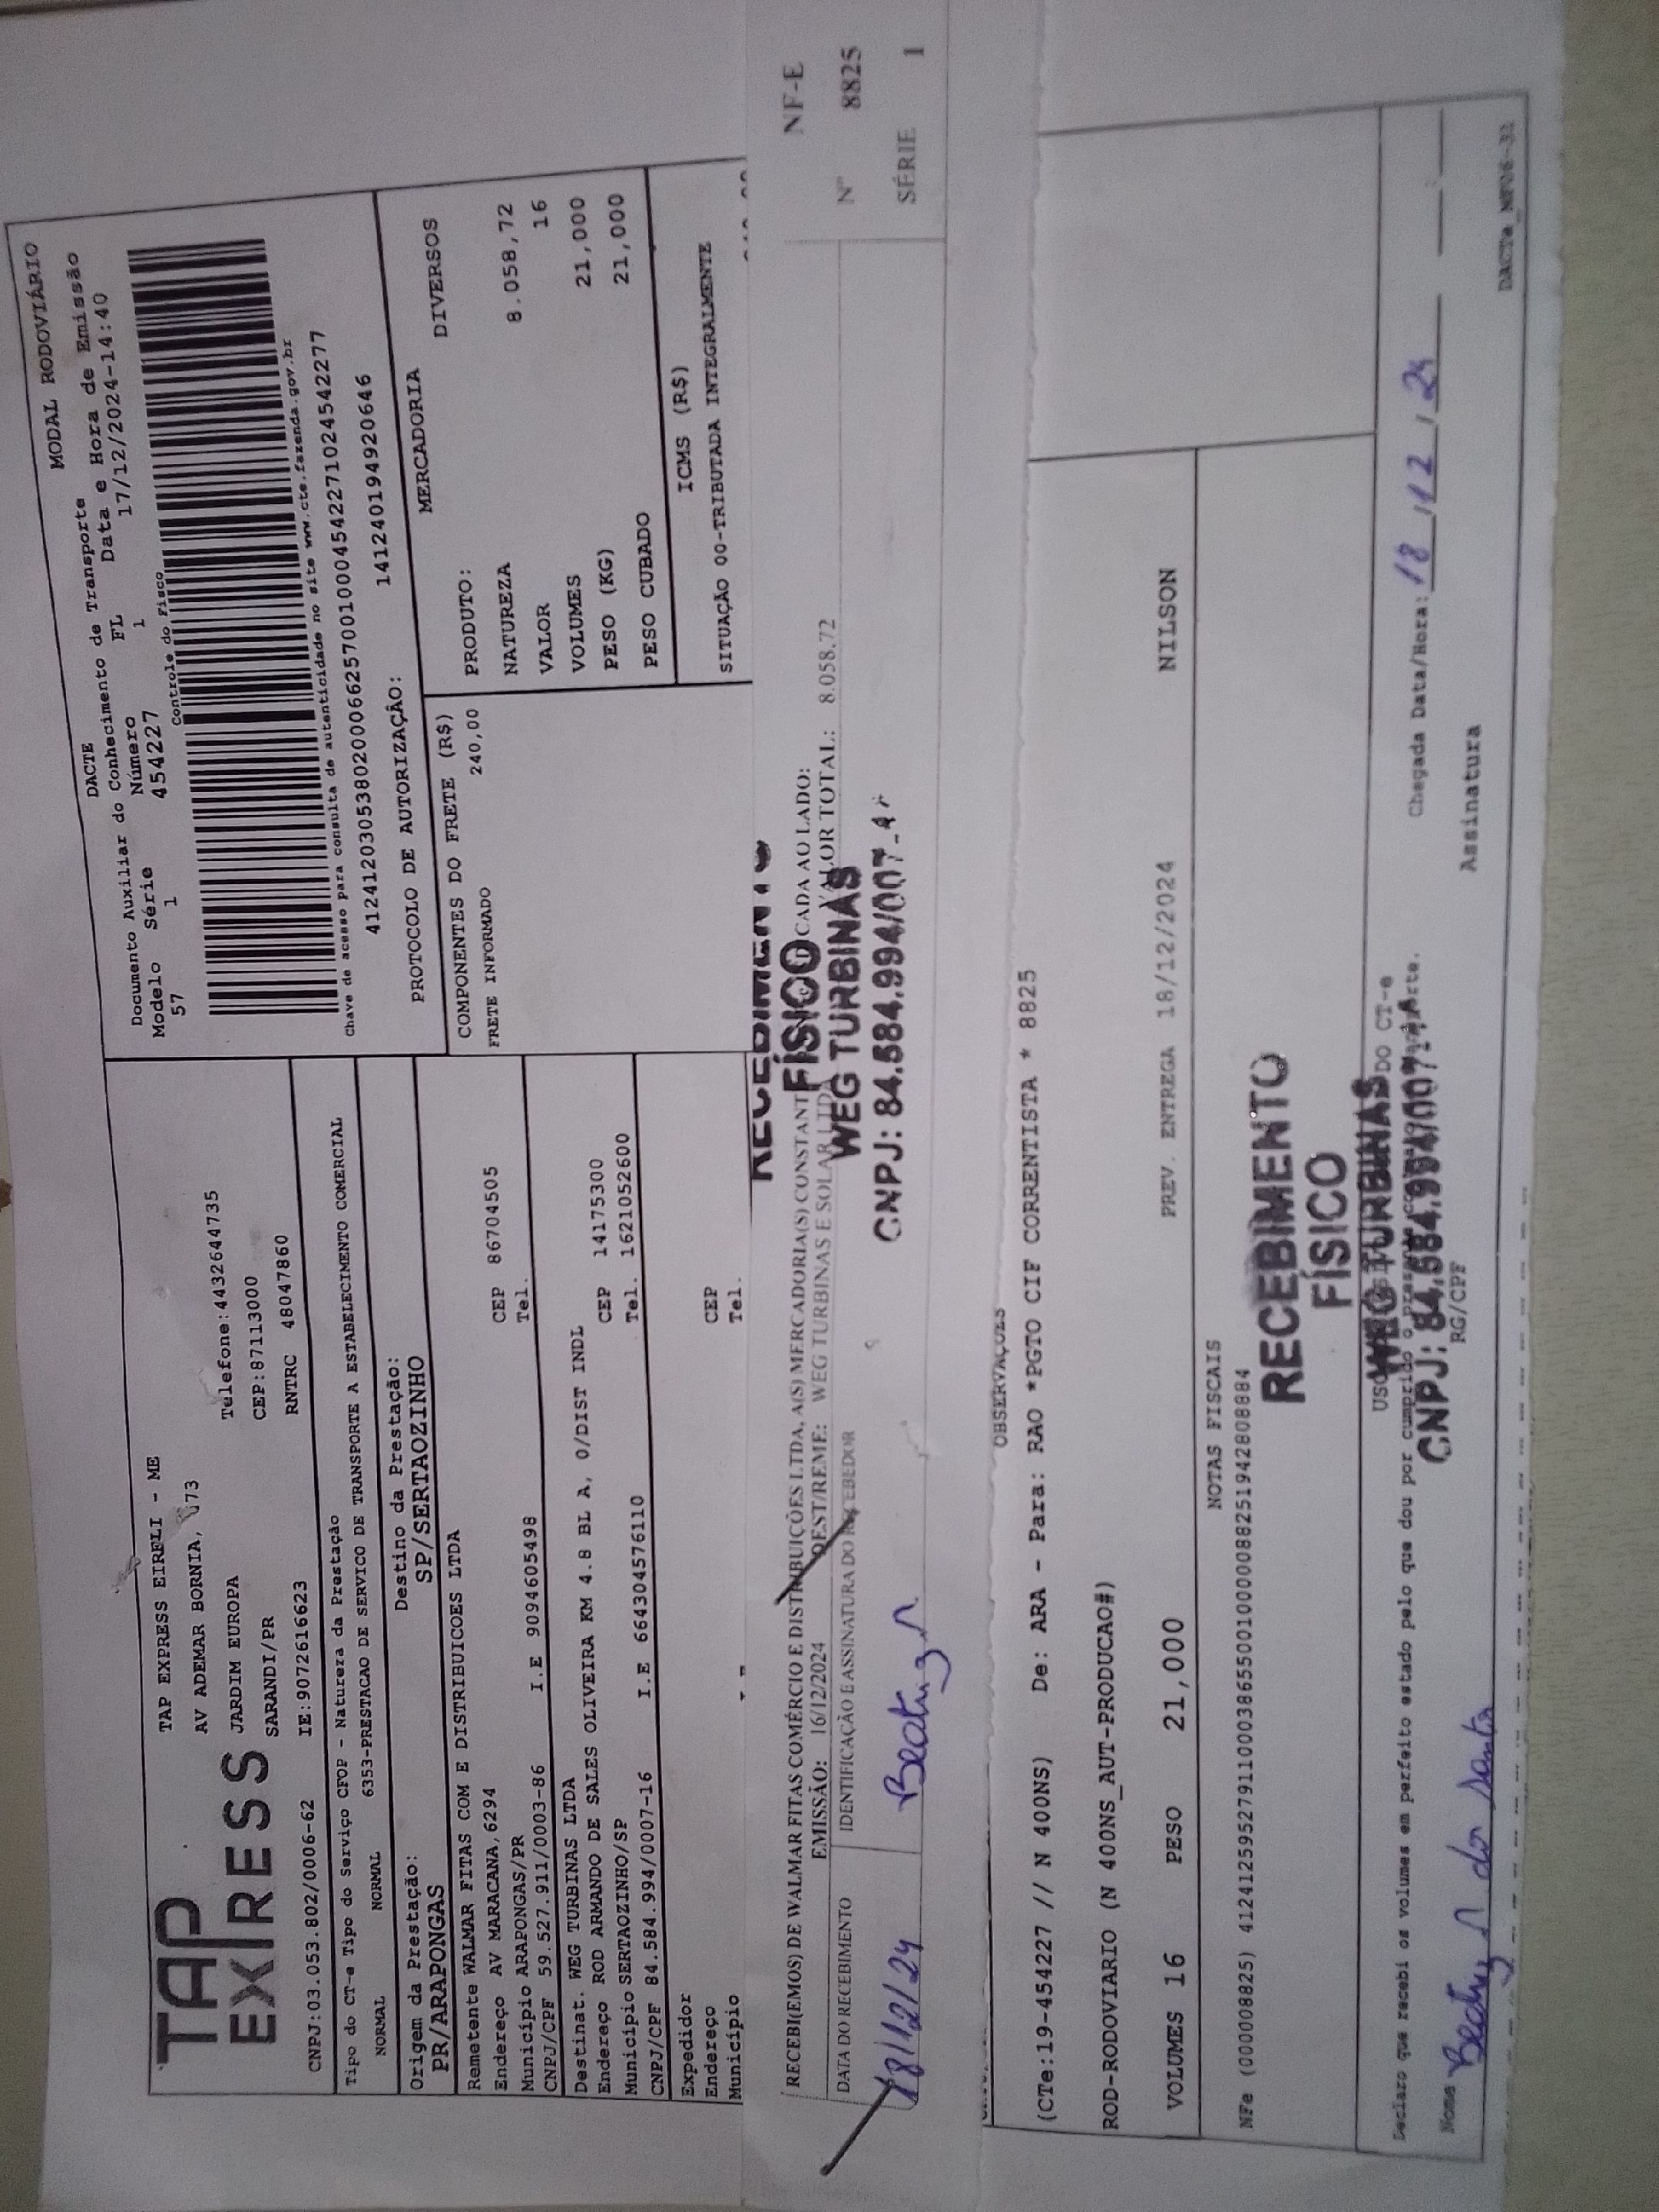 TAP
EXPRESS
TAP EXPRESS EIRELI - ME
AV ADEMAR BORNIA, 73
JARDIM EUROPA
Telefone:4432644735
SARANDI/PR
CEP:87113000
CNPJ:03.053.802/0006-62
IE:9072616623
RNTRC 48047860
Tipo do CT-e Tipo do Serviço CFOP - Natureza da Prestação
NORMAL NORMAL 6353-PRESTACAO DE SERVICO DE TRANSPORTE A ESTABELECIMENTO COMERCIAL
Origem da Prestação: Destino da Prestação:
PR/ARAPONGAS SP/SERTAOZINHO
Remetente WALMAR FITAS COM E DISTRIBUICOES LTDA
Endereço AV MARACANA,6294
Município ARAPONGAS/PR CEP 86704505
CNPJ/CPF 59.527.911/0003-86 I.E 9094605498 Tel.
Destinat. WEG TURBINAS LTDA
Endereço ROD ARMANDO DE SALES OLIVEIRA KM 4.8 BL A, 0/DIST INDL
Município SERTAOZINHO/SP CEP 14175300
CNPJ/CPF 84.584.994/0007-16 I.E 664304576110 Tel. 1621052600
Expedidor
Endereço CEP
Município Tel.
DACTE MODAL RODOVIÁRIO
Documento Auxiliar do Conhecimento de Transporte
Modelo Série Número FL Data e Hora de Emissão
57 1 454227 1 17/12/2024-14:40
Controle do Fisco
Chave de acesso para consulta de autenticidade no site www.cte.fazenda.gov.br
41241203053802000662570010004542271024542277
PROTOCOLO DE AUTORIZAÇÃO: 141240194920646
COMPONENTES DO FRETE (R$)
FRETE INFORMADO 240,00
MERCADORIA
PRODUTO: DIVERSOS
NATUREZA
VALOR 8.058,72
VOLUMES 16
PESO (KG) 21,000
PESO CUBADO 21,000
ICMS (R$)
SITUAÇÃO 00-TRIBUTADA INTEGRALMENTE
RECEBI(EMOS) DE WALMAR FITAS COMÉRCIO E DISTRIBUIÇÕES LTDA, A(S) MERCADORIA(S) CONSTANT CADA AO LADO:
EMISSÃO: 16/12/2024 DEST/REME: WEG TURBINAS E SOLAR LTDA VALOR TOTAL: 8.058.72
DATA DO RECEBIMENTO IDENTIFICAÇÃO E ASSINATURA DO RECEBEDOR
18/12/24 Beatriz
RECEBIMENTO
FÍSICO
WEG TURBINAS
CNPJ: 84.584.994/007-
NF-E
Nº 8825
SÉRIE 1
OBSERVAÇÕES
(CTe:19-454227 // N 400NS) De: ARA - Para: RAO *PGTO CIF CORRENTISTA * 8825
ROD-RODOVIARIO (N 400NS_AUT-PRODUCAO#)
VOLUMES 16 PESO 21,000 PREV. ENTREGA 18/12/2024 NILSON
NOTAS FISCAIS
NFe (000008825) 41241259527911000386550010000088251942808884
RECEBIMENTO
FÍSICO
WEG TURBINAS
CNPJ: 84.584.994/007-
DO CT-e
Declaro que recebi os volumes em perfeito estado pelo que dou por cumprido o
Chegada Data/Hora: 18/12/24
Nome Beatriz dos Santos
RG/CPF
Assinatura